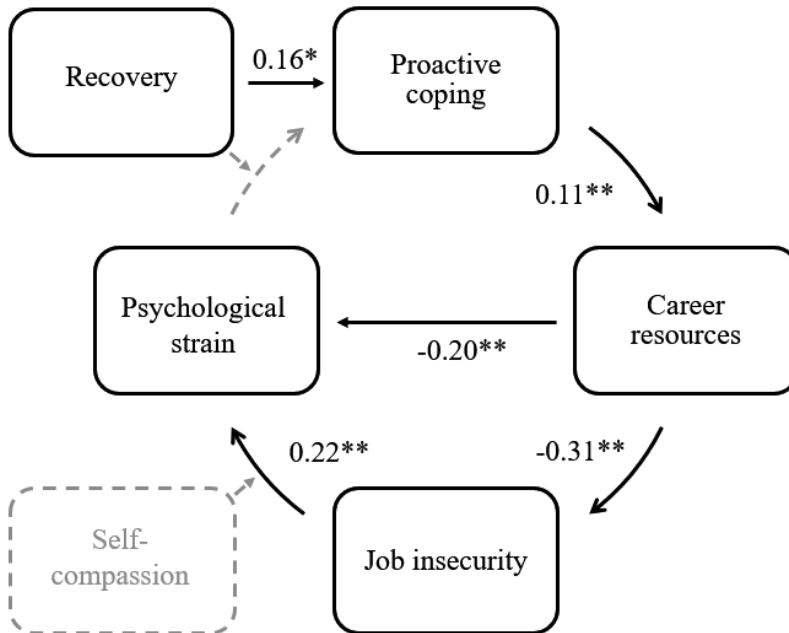 Recovery
0.16*
Proactive
coping
0.11**
Psychological
strain
Career
resources
-0.20**
0.22**
-0.31**
Self-
compassion
Job insecurity